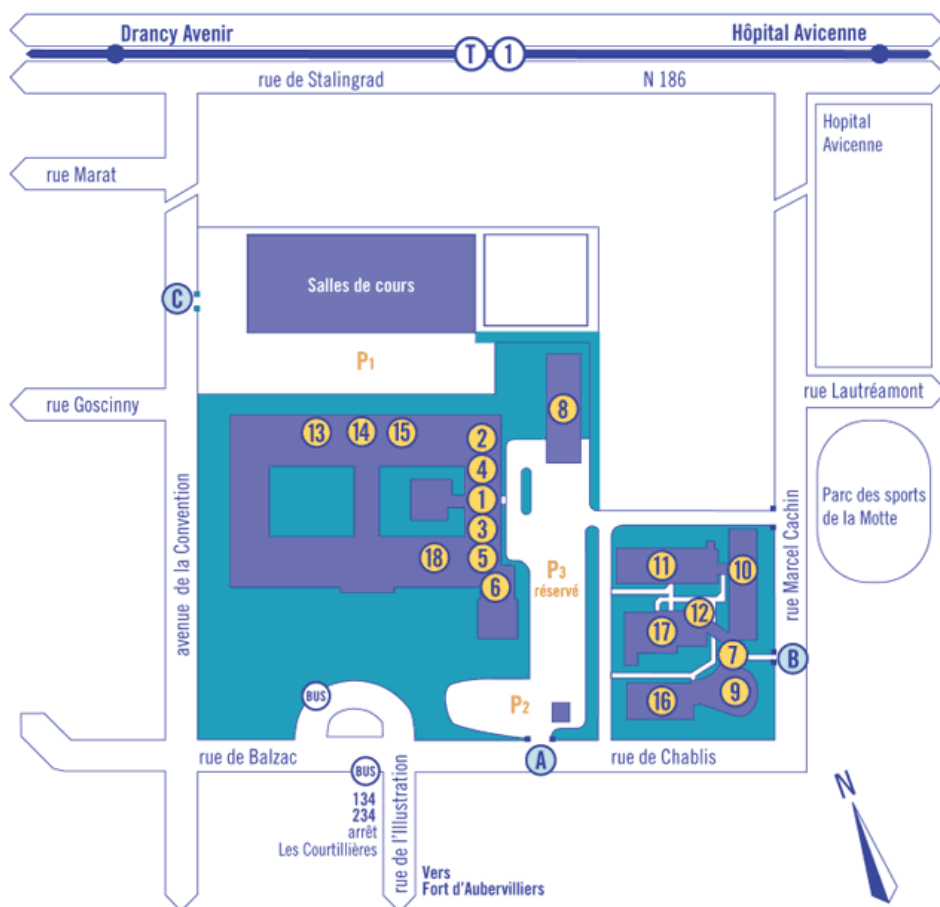 Drancy Avenir
Hôpital Avicenne
T 1
rue de Stalingrad
N 186
Hopital
Avicenne
rue Marat
C
Salles de cours
P1
rue Goscinny
rue Lautréamont
8
13
14
15
2
4
1
3
18
5
6
avenue de la Convention
P3
réservé
Parc des sports
de la Motte
rue Marcel Cachin
11
10
12
17
7
B
16
9
BUS
P2
rue de Balzac
A
rue de Chablis
BUS
134
234
arrêt
Les Courtillières
rue de l'Illustration
Vers
Fort d'Aubervilliers
N